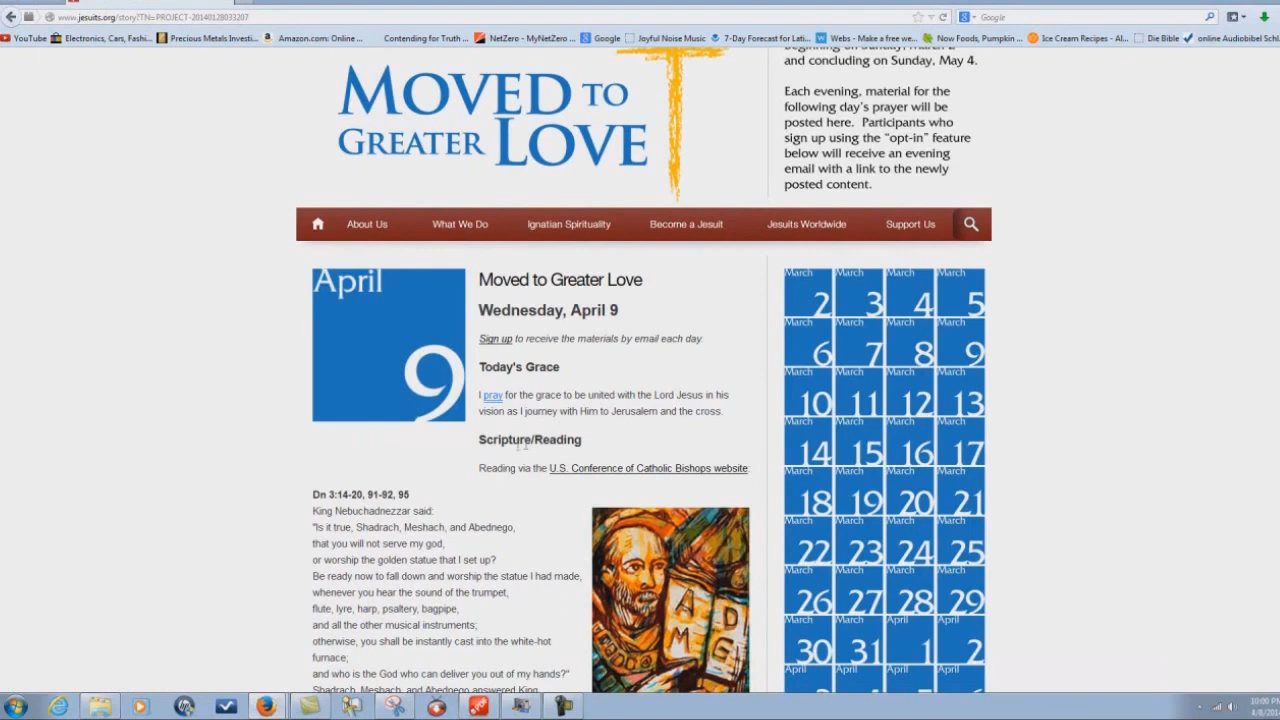 www.jesuits.org/story?TN=PROJECT-20140128033207
Google
YouTube
Electronics, Cars, Fashi...
Precious Metals Investi...
Amazon.com: Online ...
Contending for Truth ...
NetZero - MyNetZero ...
Google
Joyful Noise Music
7-Day Forecast for Lati...
Webs - Make a free we...
Now Foods, Pumpkin ...
Ice Cream Recipes - Al...
Die Bible
online Audiobibel Schl...
and concluding on Sunday, May 4.
Each evening, material for the
following day's prayer will be
posted here. Participants who
sign up using the "opt-in" feature
below will receive an evening
email with a link to the newly
posted content.
MOVED TO
GREATER LOVE
About Us
What We Do
Ignatian Spirituality
Become a Jesuit
Jesuits Worldwide
Support Us
April
9
Moved to Greater Love
Wednesday, April 9
Sign up to receive the materials by email each day.
Today's Grace
I pray for the grace to be united with the Lord Jesus in his
vision as I journey with Him to Jerusalem and the cross.
Scripture/Reading
Reading via the U.S. Conference of Catholic Bishops website:
Dn 3:14-20, 91-92, 95
King Nebuchadnezzar said:
"Is it true, Shadrach, Meshach, and Abednego,
that you will not serve my god,
or worship the golden statue that I set up?
Be ready now to fall down and worship the statue I had made,
whenever you hear the sound of the trumpet,
flute, lyre, harp, psaltery, bagpipe,
and all the other musical instruments;
otherwise, you shall be instantly cast into the white-hot
furnace;
and who is the God who can deliver you out of my hands?"
Shadrach, Meshach, and Abednego answered King
A D
M G
March 2
March 3
March 4
March 5
March 6
March 7
March 8
March 9
March 10
March 11
March 12
March 13
March 14
March 15
March 16
March 17
March 18
March 19
March 20
March 21
March 22
March 23
March 24
March 25
March 26
March 27
March 28
March 29
March 30
March 31
April 1
April 2
April
April
April
April
10:00 PM